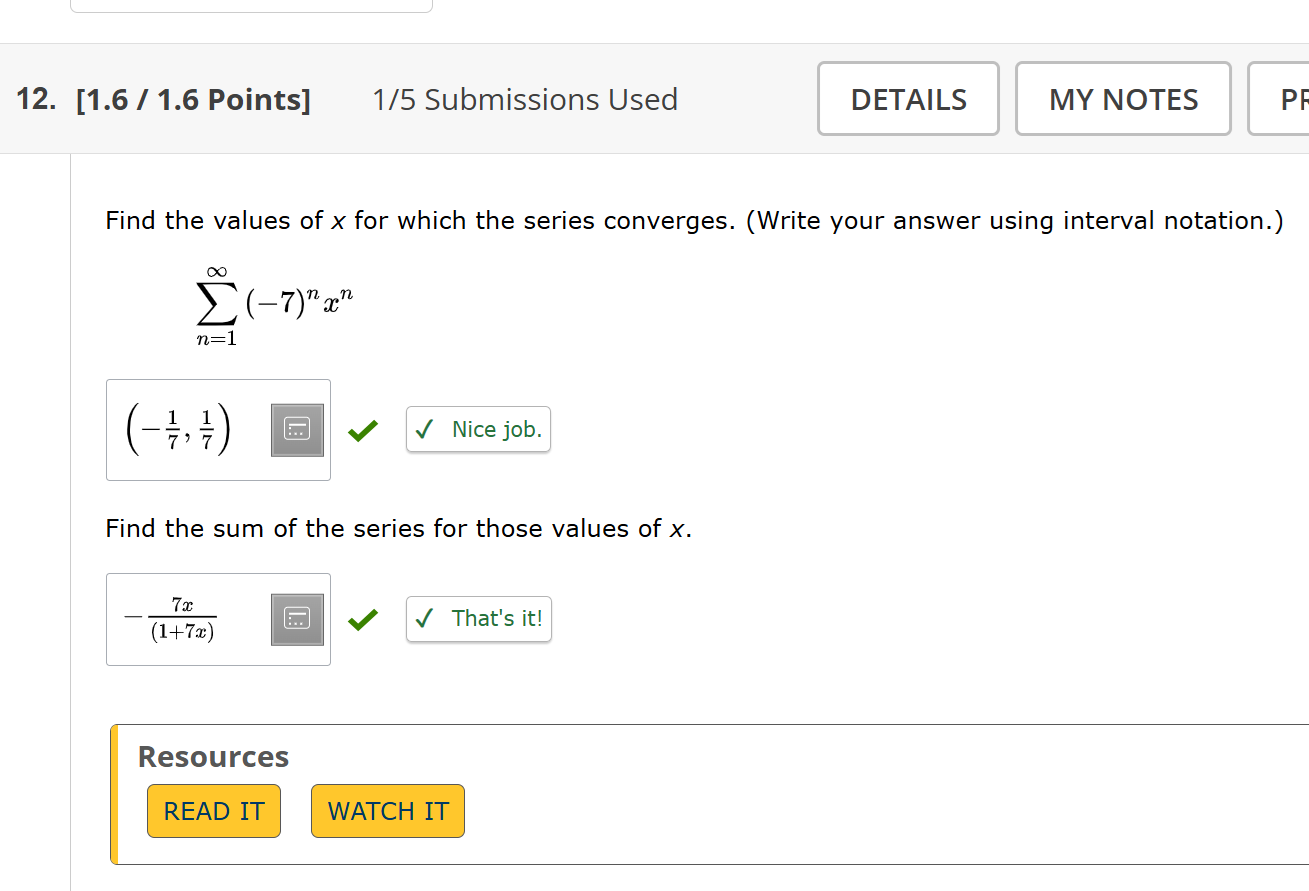 12. [1.6 / 1.6 Points] 1/5 Submissions Used DETAILS MY NOTES
Find the values of x for which the series converges. (Write your answer using interval notation.)
∞
∑ (−7)ⁿ xⁿ
n=1
(−1/7, 1/7) ✓ Nice job.
Find the sum of the series for those values of x.
− 7x/(1+7x) ✓ That's it!
Resources
READ IT WATCH IT